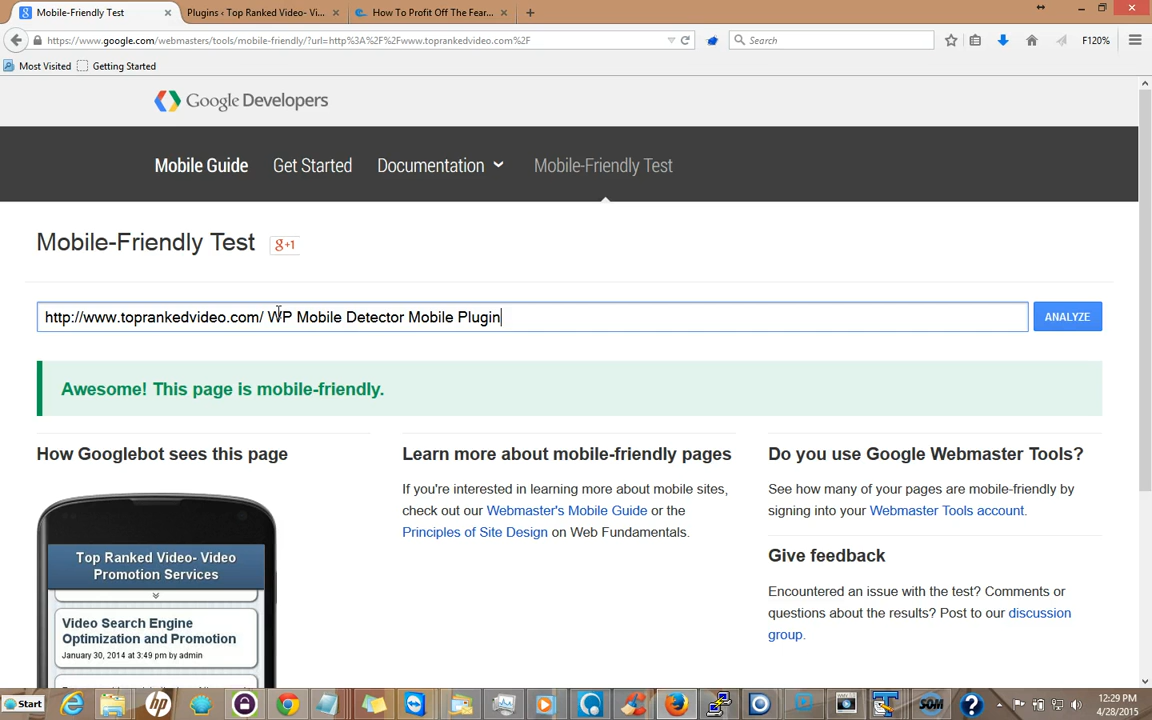 Mobile-Friendly Test
Plugins ‹ Top Ranked Video- Vi...
How To Profit Off The Fear...
https://www.google.com/webmasters/tools/mobile-friendly/?url=http%3A%2F%2Fwww.toprankedvideo.com%2F
Search
F120%
Most Visited
Getting Started
Google Developers
Mobile Guide
Get Started
Documentation
Mobile-Friendly Test
Mobile-Friendly Test
g+1
http://www.toprankedvideo.com/ WP Mobile Detector Mobile Plugin
ANALYZE
Awesome! This page is mobile-friendly.
How Googlebot sees this page
Top Ranked Video- Video
Promotion Services
Video Search Engine
Optimization and Promotion
January 30, 2014 at 3:49 pm by admin
Learn more about mobile-friendly pages
If you're interested in learning more about mobile sites,
check out our Webmaster's Mobile Guide or the
Principles of Site Design on Web Fundamentals.
Do you use Google Webmaster Tools?
See how many of your pages are mobile-friendly by
signing into your Webmaster Tools account.
Give feedback
Encountered an issue with the test? Comments or
questions about the results? Post to our discussion
group.
Start
hp
SOM
12:29 PM
4/28/2015